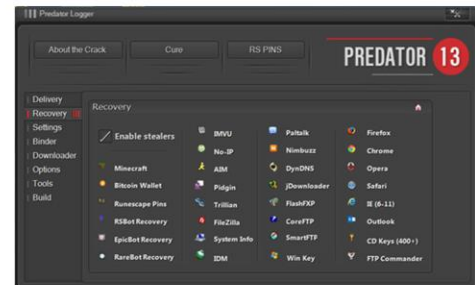 Predator Logger
About the Crack
Cure
RS PINS
PREDATOR 13
Delivery
Recovery
Settings
Binder
Downloader
Options
Tools
Build
Recovery
Enable stealers
Minecraft
Bitcoin Wallet
Runescape Pins
RSBot Recovery
EpicBot Recovery
RareBot Recovery
IMVU
No-IP
AIM
Pidgin
Trillian
FileZilla
System Info
IDM
Paltalk
Nimbuzz
DynDNS
jDownloader
FlashFXP
CoreFTP
SmartFTP
Win Key
Firefox
Chrome
Opera
Safari
IE (6-11)
Outlook
CD Keys (400+)
FTP Commander